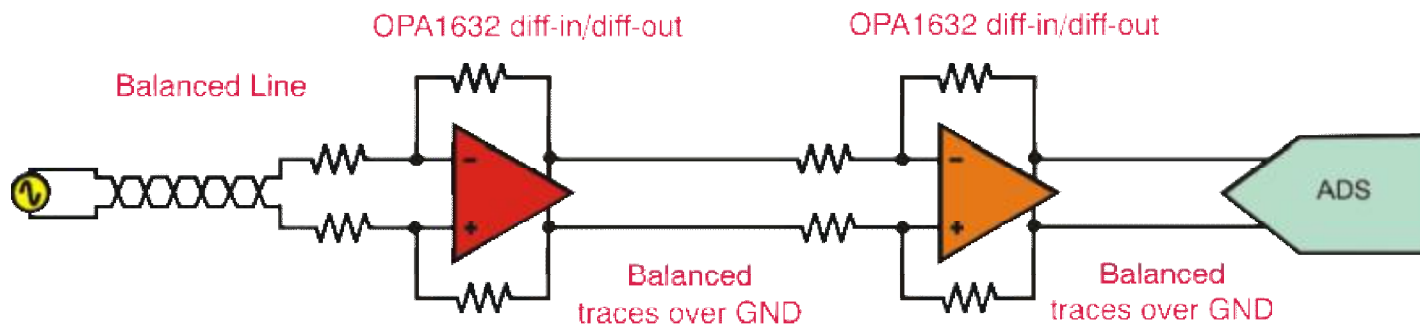 OPA1632 diff-in/diff-out
OPA1632 diff-in/diff-out
Balanced Line
ADS
Balanced
traces over GND
Balanced
traces over GND